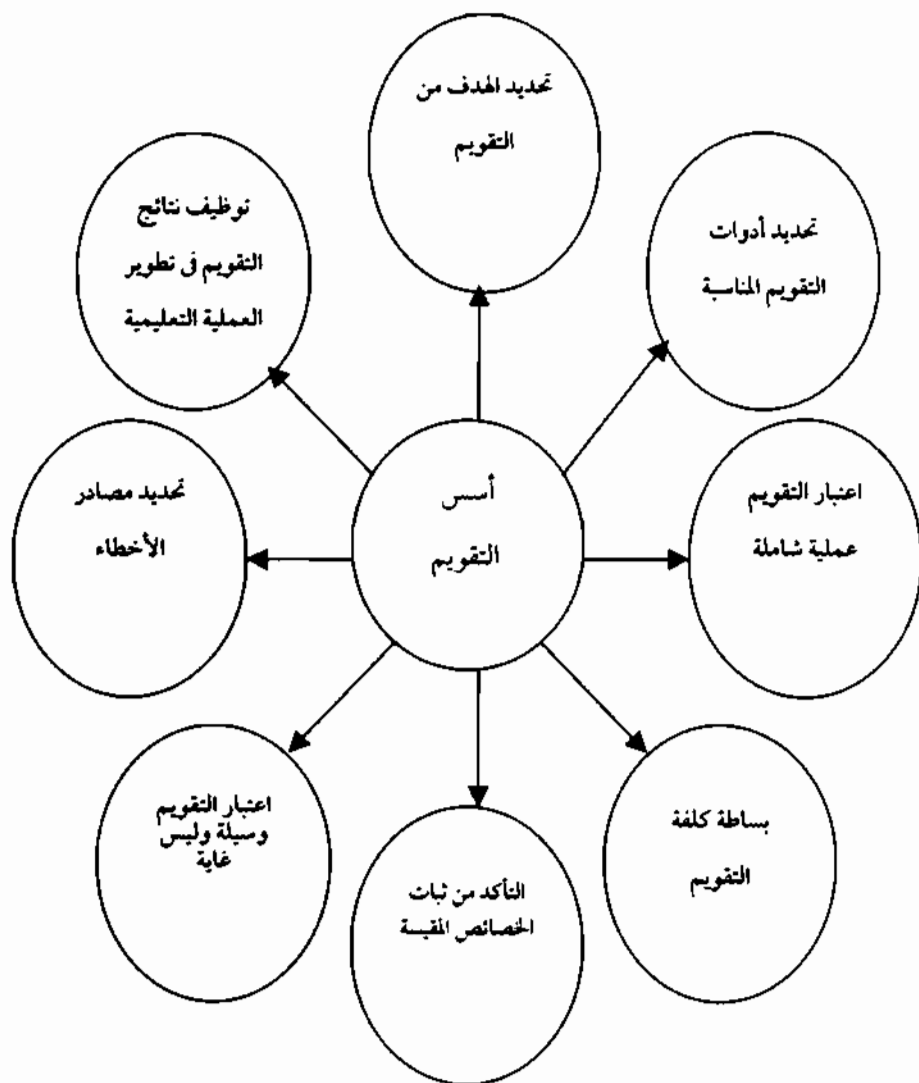 تحديد الهدف من
التقويم
تحديد أدوات
التقويم المناسبة
اعتبار التقويم
عملية شاملة
بساطة كلفة
التقويم
التأكد من ثبات
الخصائص المقيسة
اعتبار التقويم
وسيلة وليس
غاية
تحديد مصادر
الأخطاء
توظيف نتائج
التقويم فى تطوير
العملية التعليمية
أسس
التقويم